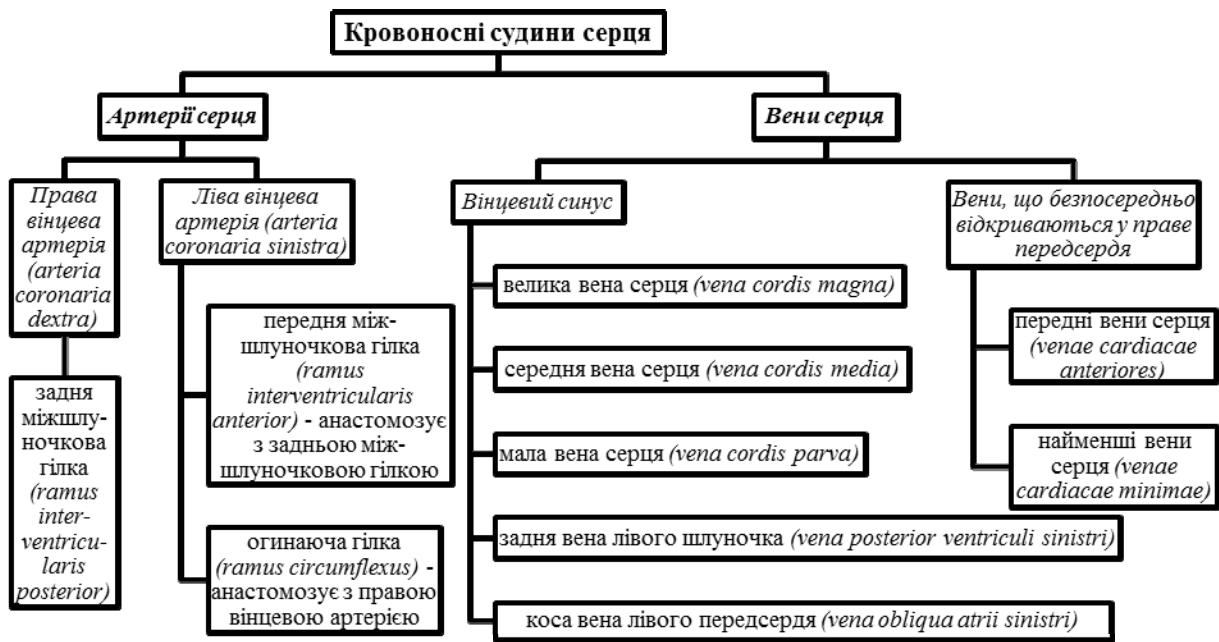 Кровоносні судини серця
Артерії серця
Вени серця
Права
вінцева
артерія
(arteria
coronaria
dextra)
задня
міжшлу-
ночкова
гілка
(ramus
inter-
ventricu-
laris
posterior)
Ліва вінцева
артерія (arteria
coronaria sinistra)
передня між-
шлуночкова гілка
(ramus
interventricularis
anterior) - анастомозує
з задньою між-
шлуночковою гілкою
огинаюча гілка
(ramus circumflexus) -
анастомозує з правою
вінцевою артерією
Вінцевий синус
велика вена серця (vena cordis magna)
середня вена серця (vena cordis media)
мала вена серця (vena cordis parva)
задня вена лівого шлуночка (vena posterior ventriculi sinistri)
коса вена лівого передсердя (vena obliqua atrii sinistri)
Вени, що безпосередньо
відкриваються у праве
передсердя
передні вени серця
(venae cardiacae
anteriores)
найменші вени
серця (venae
cardiacae minimae)